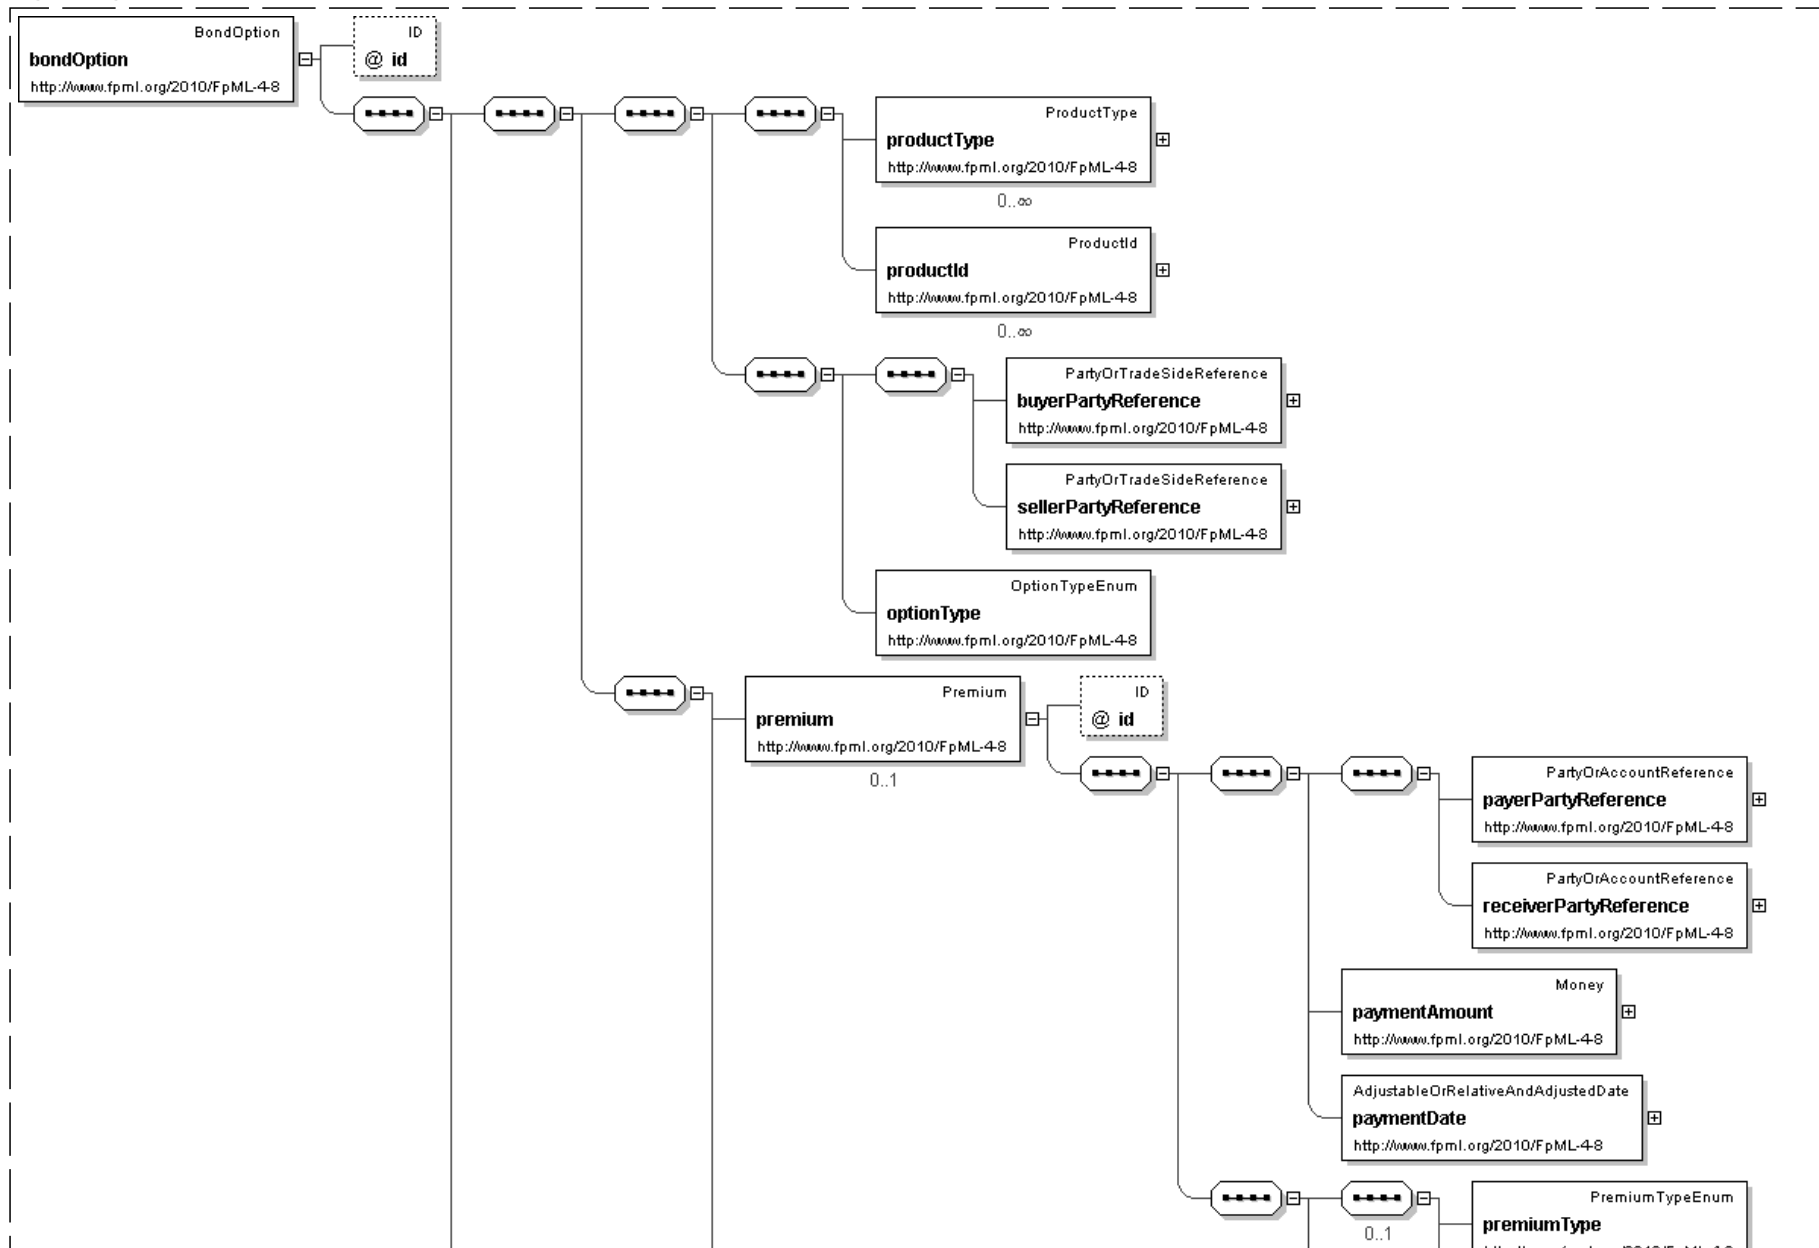 BondOption
bondOption
http://www.fpml.org/2010/FpML-4-8
ID
@ id
ProductType
productType
http://www.fpml.org/2010/FpML-4-8
0..∞
ProductId
productId
http://www.fpml.org/2010/FpML-4-8
0..∞
PartyOrTradeSideReference
buyerPartyReference
http://www.fpml.org/2010/FpML-4-8
PartyOrTradeSideReference
sellerPartyReference
http://www.fpml.org/2010/FpML-4-8
OptionTypeEnum
optionType
http://www.fpml.org/2010/FpML-4-8
Premium
premium
http://www.fpml.org/2010/FpML-4-8
0..1
ID
@ id
PartyOrAccountReference
payerPartyReference
http://www.fpml.org/2010/FpML-4-8
PartyOrAccountReference
receiverPartyReference
http://www.fpml.org/2010/FpML-4-8
Money
paymentAmount
http://www.fpml.org/2010/FpML-4-8
AdjustableOrRelativeAndAdjustedDate
paymentDate
http://www.fpml.org/2010/FpML-4-8
0..1
PremiumTypeEnum
premiumType